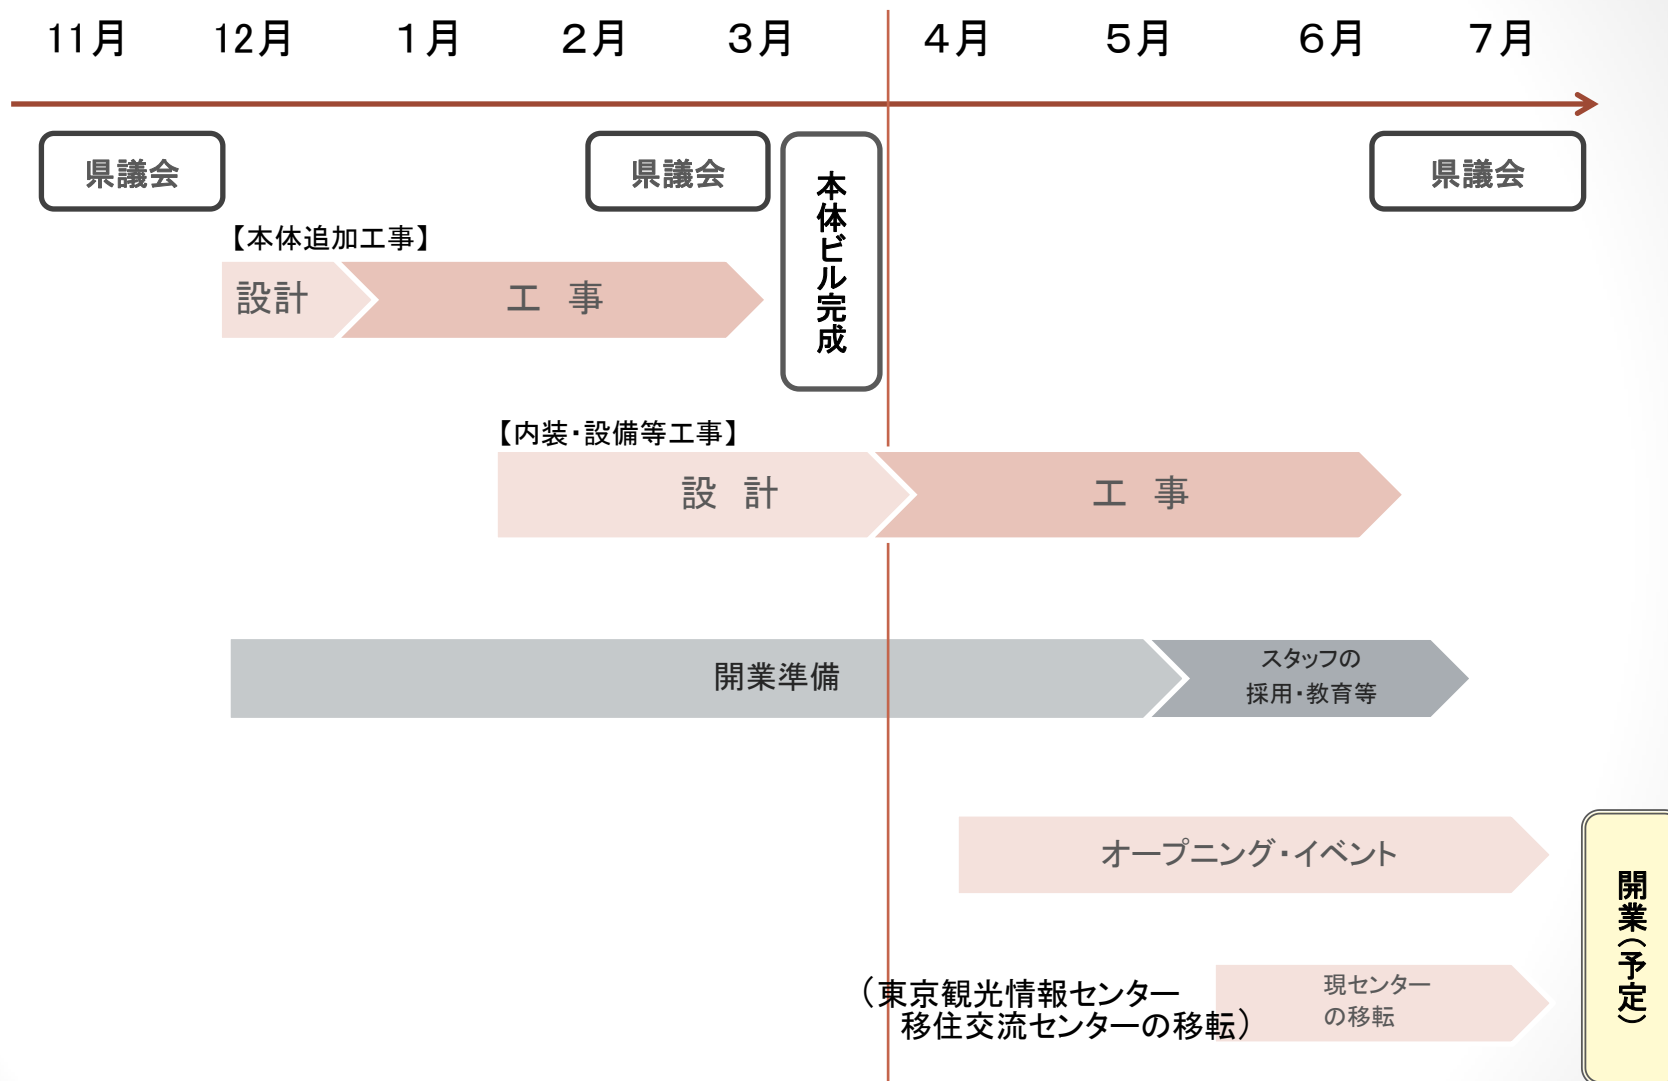 11月 12月 1月 2月 3月 4月 5月 6月 7月
県議会 県議会 県議会
本体ビル完成
【本体追加工事】
設計 工 事
【内装・設備等工事】
設 計 工 事
開業準備
スタッフの
採用・教育等
オープニング・イベント
(東京観光情報センター
移住交流センターの移転)
現センター
の移転
開業(予定)